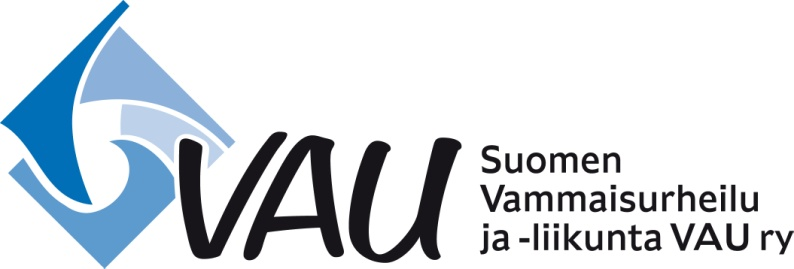 VAU
Suomen
Vammaisurheilu
ja -liikunta VAU ry